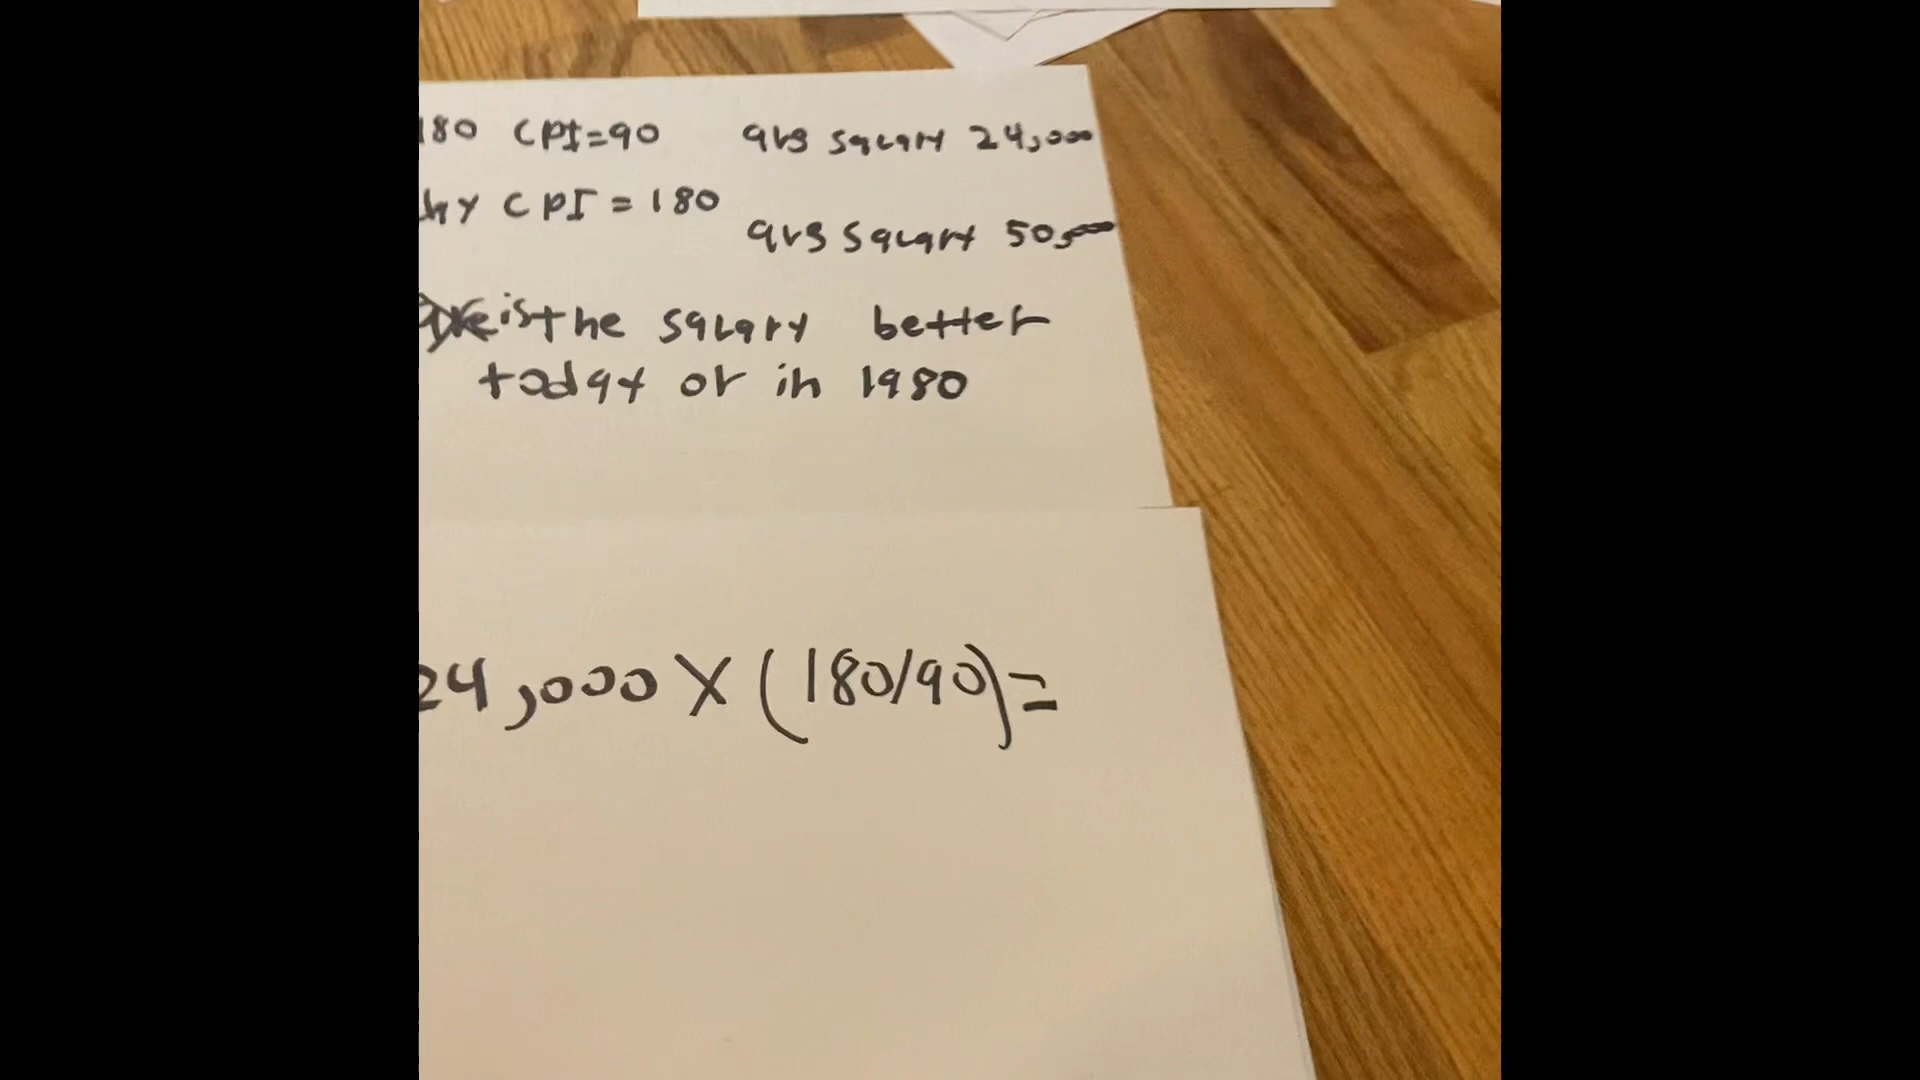 180 CPI=90 avg salary 24,000
day CPI = 180
avg salary 50,000
is the salary better
today or in 1980
24,000 X (180/90)=